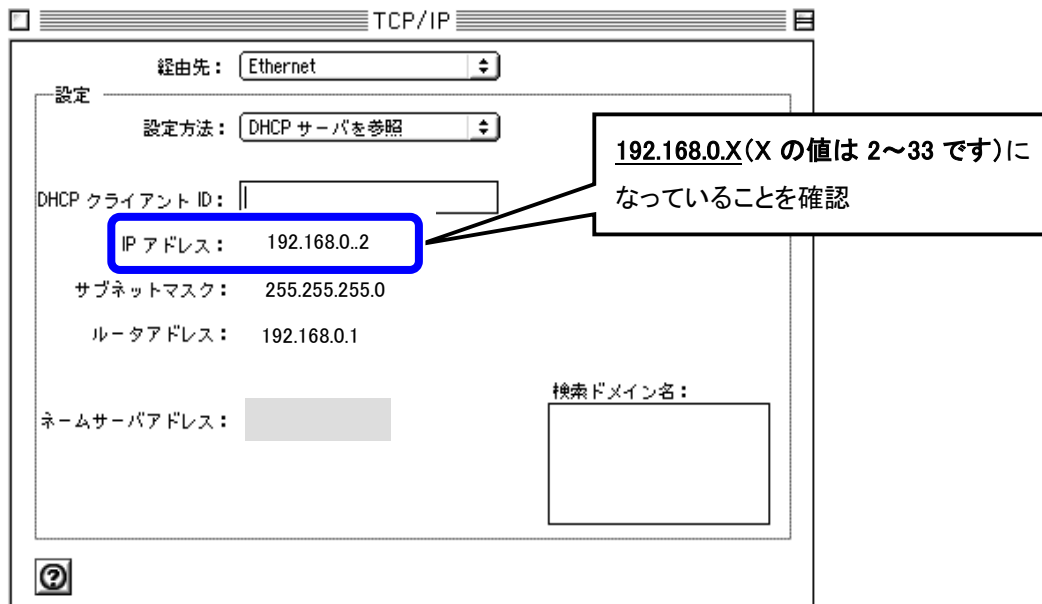 TCP/IP
経由先： Ethernet
設定
設定方法： DHCP サーバを参照
192.168.0.X(X の値は 2～33 です)に
なっていることを確認
DHCP クライアント ID：
IP アドレス： 192.168.0..2
サブネットマスク： 255.255.255.0
ルータアドレス： 192.168.0.1
検索ドメイン名：
ネームサーバアドレス：
?